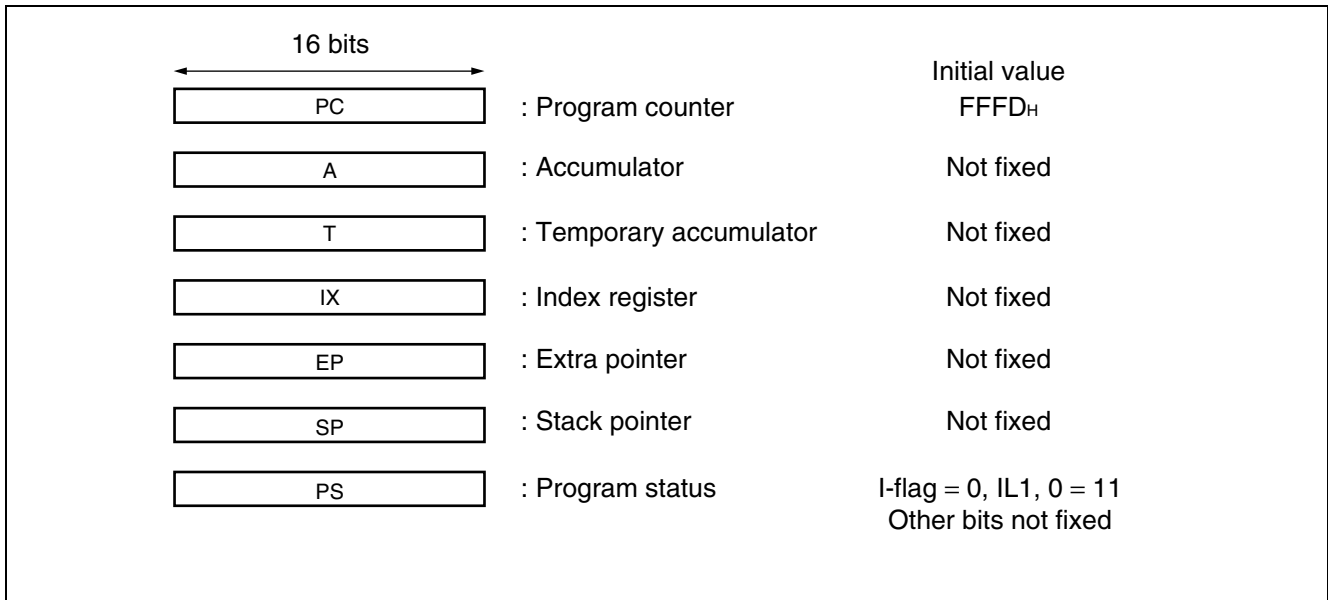 16 bits
Initial value
PC : Program counter FFFDH
A : Accumulator Not fixed
T : Temporary accumulator Not fixed
IX : Index register Not fixed
EP : Extra pointer Not fixed
SP : Stack pointer Not fixed
PS : Program status I-flag = 0, IL1, 0 = 11
Other bits not fixed